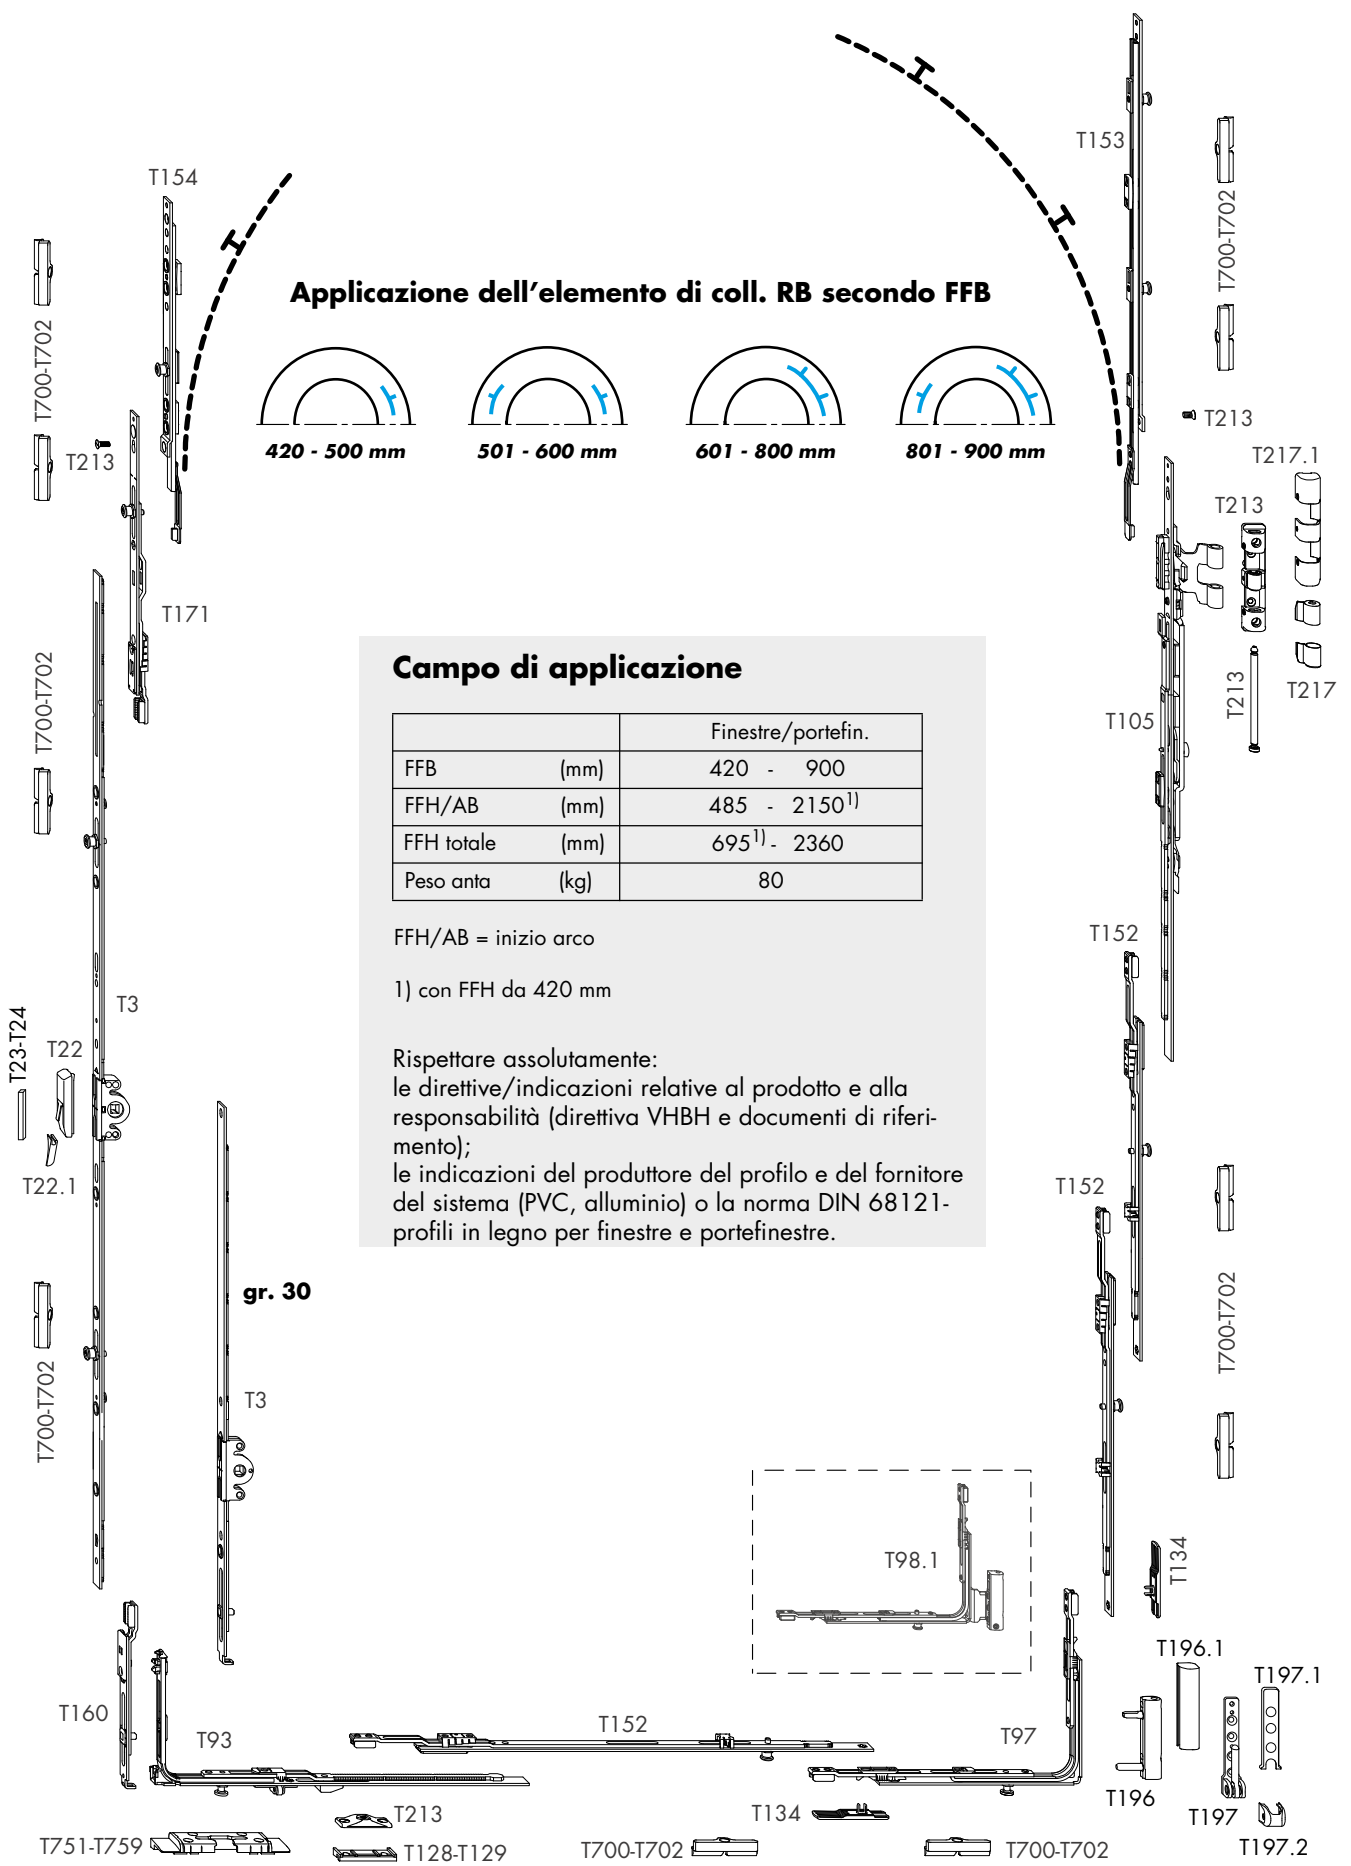 T153
T154
T700-T702
T700-T702
Applicazione dell'elemento di coll. RB secondo FFB
420 - 500 mm
501 - 600 mm
601 - 800 mm
801 - 900 mm
T213
T213
T217.1
T213
T171
T217
T213
T105
T700-T702
Campo di applicazione
Finestre/portefin.
FFB (mm) 420 - 900
FFH/AB (mm) 485 - 2150 1)
FFH totale (mm) 695 1) - 2360
Peso anta (kg) 80
FFH/AB = inizio arco
1) con FFH da 420 mm
Rispettare assolutamente:
le direttive/indicazioni relative al prodotto e alla
responsabilità (direttiva VHBH e documenti di riferi-
mento);
le indicazioni del produttore del profilo e del fornitore
del sistema (PVC, alluminio) o la norma DIN 68121-
profili in legno per finestre e portefinestre.
T152
T3
T23-T24
T22
T22.1
T152
gr. 30
T700-T702
T700-T702
T3
T98.1
T134
T196.1
T197.1
T160
T93
T152
T97
T196
T197
T197.2
T213
T134
T751-T759
T128-T129
T700-T702
T700-T702